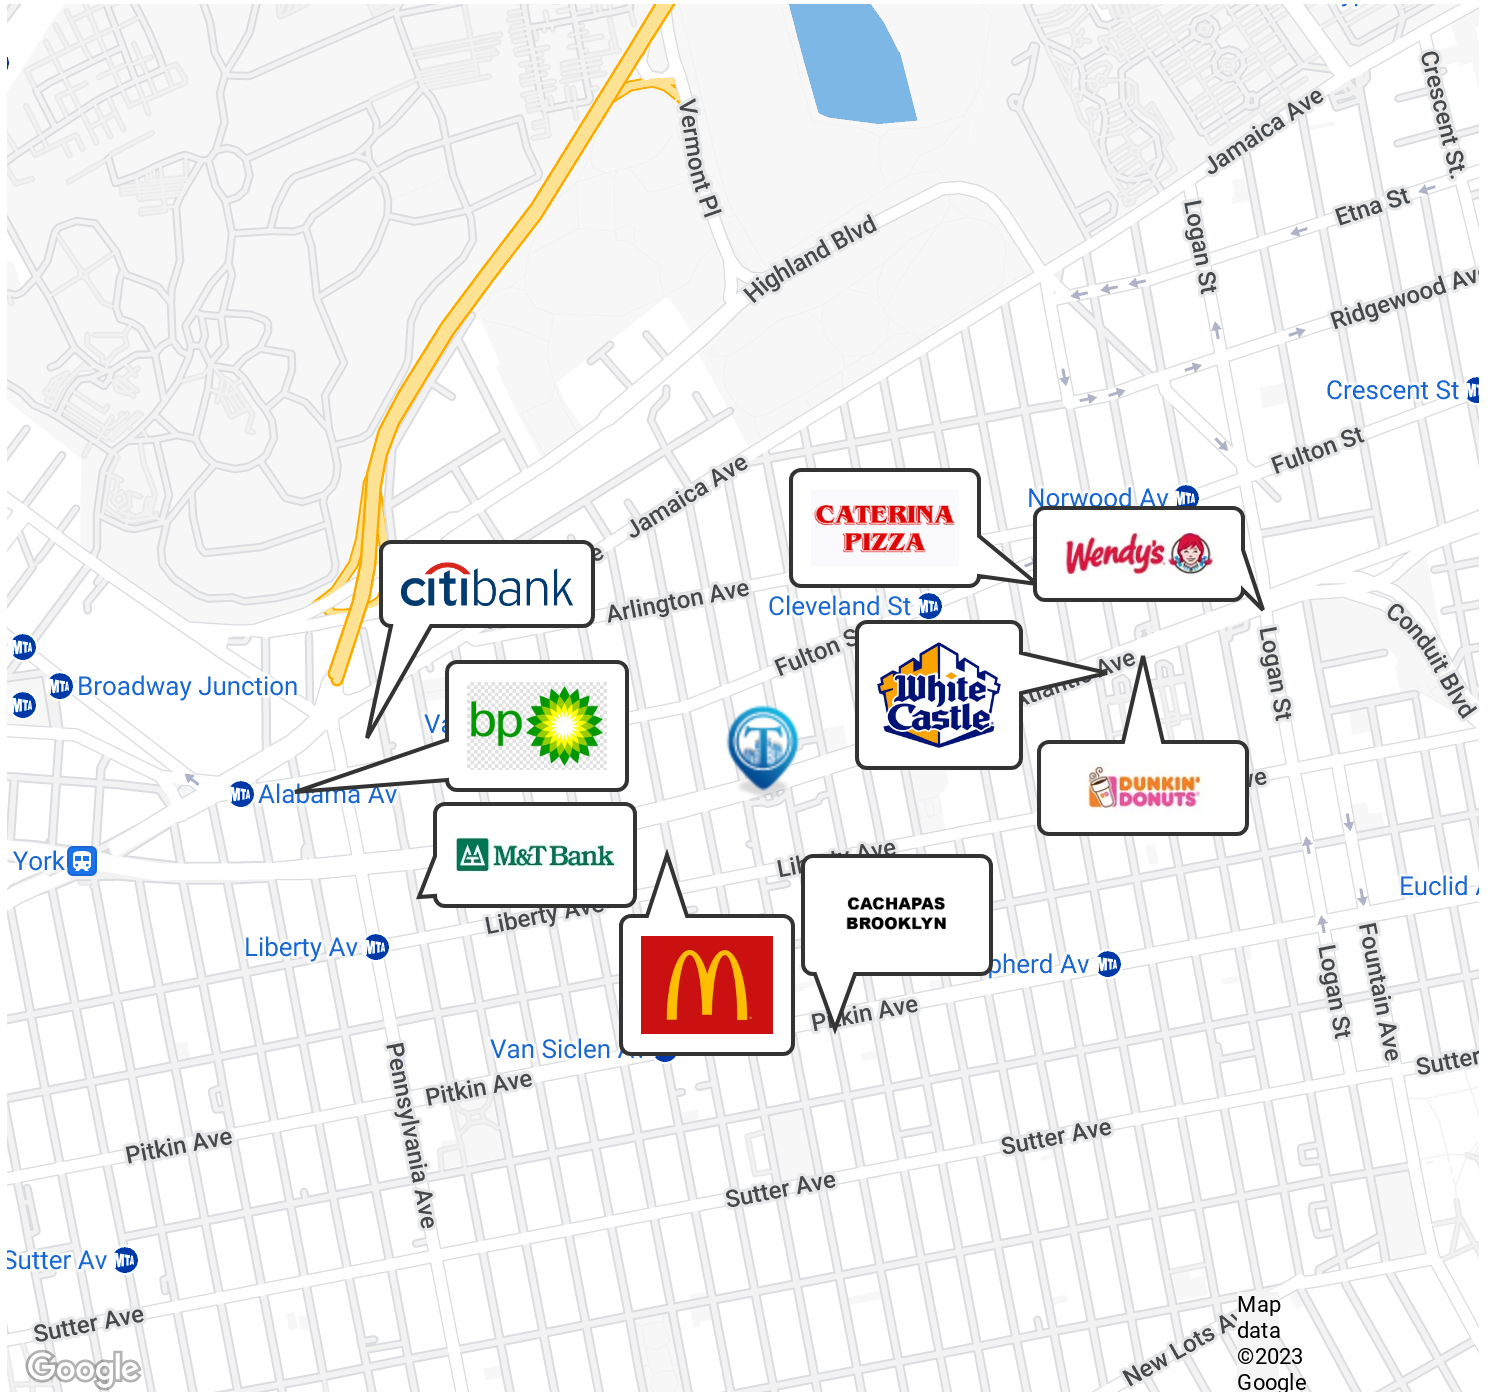 Vermont Pl
Jamaica Ave
Crescent St.
Etna St
Logan St
Highland Blvd
Ridgewood Av
Crescent St
Fulton St
Jamaica Ave
Norwood Av
CATERINA
PIZZA
Wendy's
citibank
Arlington Ave
Cleveland St
Fulton S
Conduit Blvd
Logan St
Broadway Junction
bp
White
Castle
Atlantic Ave
T
Alabama Av
DUNKIN'
DONUTS
M&T Bank
York
Liberty Ave
Euclid
CACHAPAS
BROOKLYN
Liberty Ave
Liberty Av
Shepherd Av
Fountain Ave
Logan St
Pitkin Ave
Van Siclen Av
Pitkin Ave
Pennsylvania Ave
Sutter
Pitkin Ave
Sutter Ave
Sutter Ave
Sutter Av
Sutter Ave
New Lots Av
Map
data
©2023
Google
Google